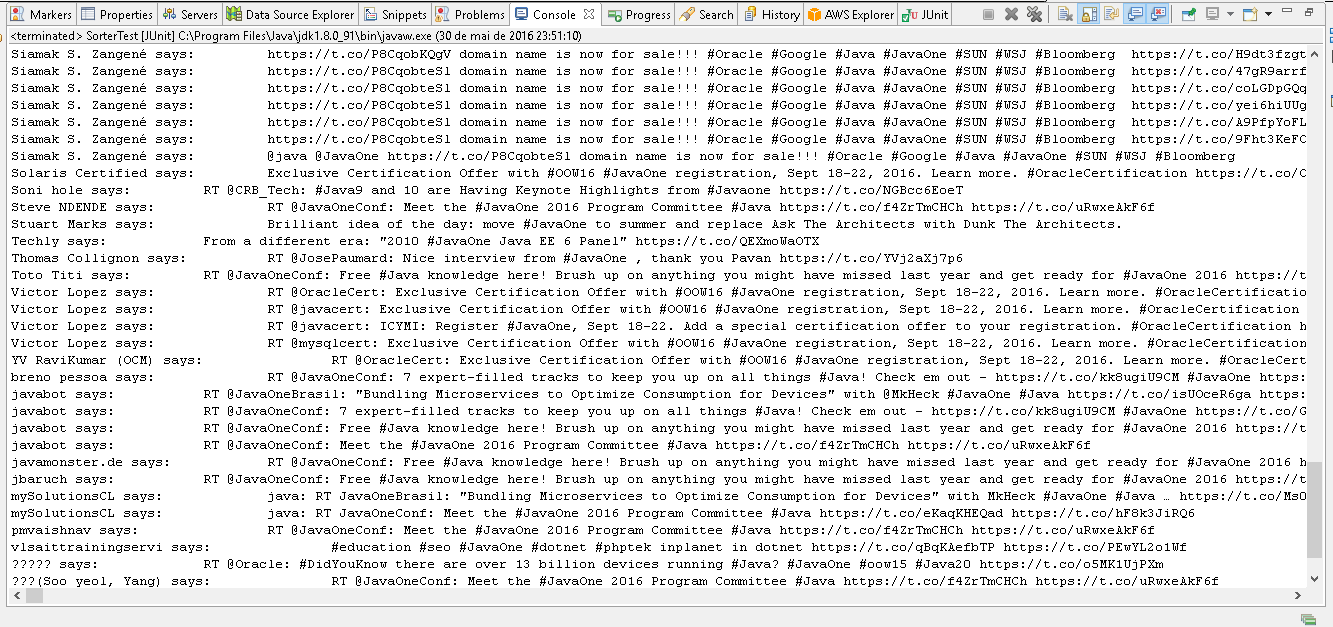 Markers Properties Servers Data Source Explorer Snippets Problems Console Progress Search History AWS Explorer JUnit
<terminated> SorterTest [JUnit] C:\Program Files\Java\jdk1.8.0_91\bin\javaw.exe (30 de mai de 2016 23:51:10)
Siamak S. Zangené says: https://t.co/P8CqobKQgV domain name is now for sale!!! #Oracle #Google #Java #JavaOne #SUN #WSJ #Bloomberg https://t.co/H9dt3fzgt
Siamak S. Zangené says: https://t.co/P8CqobteSl domain name is now for sale!!! #Oracle #Google #Java #JavaOne #SUN #WSJ #Bloomberg https://t.co/47gR9arrf
Siamak S. Zangené says: https://t.co/P8CqobteSl domain name is now for sale!!! #Oracle #Google #Java #JavaOne #SUN #WSJ #Bloomberg https://t.co/coLGDpGQq
Siamak S. Zangené says: https://t.co/P8CqobteSl domain name is now for sale!!! #Oracle #Google #Java #JavaOne #SUN #WSJ #Bloomberg https://t.co/yei6hiUUg
Siamak S. Zangené says: https://t.co/P8CqobteSl domain name is now for sale!!! #Oracle #Google #Java #JavaOne #SUN #WSJ #Bloomberg https://t.co/A9PfpYoFL
Siamak S. Zangené says: https://t.co/P8CqobteSl domain name is now for sale!!! #Oracle #Google #Java #JavaOne #SUN #WSJ #Bloomberg https://t.co/9Fht3KeFC
Siamak S. Zangené says: @java @JavaOne https://t.co/P8CqobteSl domain name is now for sale!!! #Oracle #Google #Java #JavaOne #SUN #WSJ #Bloomberg
Solaris Certified says: Exclusive Certification Offer with #OOW16 #JavaOne registration, Sept 18-22, 2016. Learn more. #OracleCertification https://t.co/C
Soni hole says: RT @CRB_Tech: #Java9 and 10 are Having Keynote Highlights from #Javaone https://t.co/NGBcc6EoeT
Steve NDENDE says: RT @JavaOneConf: Meet the #JavaOne 2016 Program Committee #Java https://t.co/f4ZrTmCHCh https://t.co/uRwxeAkF6f
Stuart Marks says: Brilliant idea of the day: move #JavaOne to summer and replace Ask The Architects with Dunk The Architects.
Techly says: From a different era: "2010 #JavaOne Java EE 6 Panel" https://t.co/QEXmoWaOTX
Thomas Collignon says: RT @JosePaumard: Nice interview from #JavaOne , thank you Pavan https://t.co/YVj2aXj7p6
Toto Titi says: RT @JavaOneConf: Free #Java knowledge here! Brush up on anything you might have missed last year and get ready for #JavaOne 2016 https://t.c
Victor Lopez says: RT @OracleCert: Exclusive Certification Offer with #OOW16 #JavaOne registration, Sept 18-22, 2016. Learn more. #OracleCertificatio
Victor Lopez says: RT @javacert: Exclusive Certification Offer with #OOW16 #JavaOne registration, Sept 18-22, 2016. Learn more. #OracleCertification
Victor Lopez says: RT @javacert: ICYMI: Register #JavaOne, Sept 18-22. Add a special certification offer to your registration. #OracleCertification h
Victor Lopez says: RT @mysqlcert: Exclusive Certification Offer with #OOW16 #JavaOne registration, Sept 18-22, 2016. Learn more. #OracleCertification
YV RaviKumar (OCM) says: RT @OracleCert: Exclusive Certification Offer with #OOW16 #JavaOne registration, Sept 18-22, 2016. Learn more. #OracleCert
breno pessoa says: RT @JavaOneConf: 7 expert-filled tracks to keep you up on all things #Java! Check em out - https://t.co/kk8ugiU9CM #JavaOne https:
javabot says: RT @JavaOneBrasil: "Bundling Microservices to Optimize Consumption for Devices" with @MkHeck #JavaOne #Java https://t.co/isUOceR6ga https:
javabot says: RT @JavaOneConf: 7 expert-filled tracks to keep you up on all things #Java! Check em out - https://t.co/kk8ugiU9CM #JavaOne https://t.co/G
javabot says: RT @JavaOneConf: Free #Java knowledge here! Brush up on anything you might have missed last year and get ready for #JavaOne 2016 https://t
javabot says: RT @JavaOneConf: Meet the #JavaOne 2016 Program Committee #Java https://t.co/f4ZrTmCHCh https://t.co/uRwxeAkF6f
javamonster.de says: RT @JavaOneConf: Free #Java knowledge here! Brush up on anything you might have missed last year and get ready for #JavaOne 2016 h
jbaruch says: RT @JavaOneConf: Free #Java knowledge here! Brush up on anything you might have missed last year and get ready for #JavaOne 2016 https://t
mySolutionsCL says: java: RT JavaOneBrasil: "Bundling Microservices to Optimize Consumption for Devices" with MkHeck #JavaOne #Java … https://t.co/MsO
mySolutionsCL says: java: RT JavaOneConf: Meet the #JavaOne 2016 Program Committee #Java https://t.co/eKaqKHEQad https://t.co/hF8k3JiRQ6
pmvaishnav says: RT @JavaOneConf: Meet the #JavaOne 2016 Program Committee #Java https://t.co/f4ZrTmCHCh https://t.co/uRwxeAkF6f
vlsaittrainingservi says: #education #seo #JavaOne #dotnet #phptek inplanet in dotnet https://t.co/qBqKAefbTP https://t.co/PEwYL2o1Wf
????? says: RT @Oracle: #DidYouKnow there are over 13 billion devices running #Java? #JavaOne #oow15 #Java20 https://t.co/o5MK1UjPXm
???(Soo yeol, Yang) says: RT @JavaOneConf: Meet the #JavaOne 2016 Program Committee #Java https://t.co/f4ZrTmCHCh https://t.co/uRwxeAkF6f